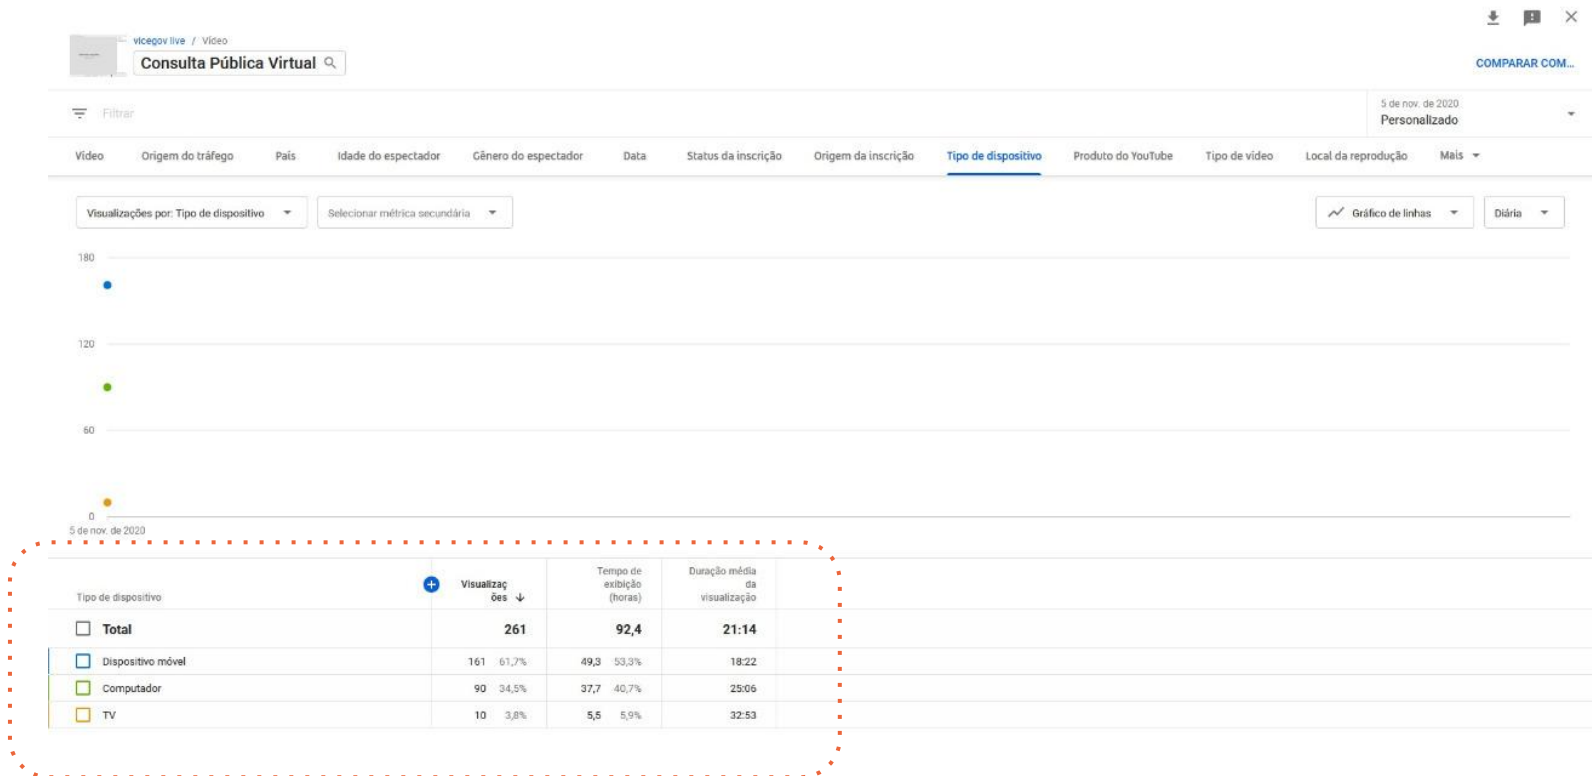 vicegov live / Vídeo
Consulta Pública Virtual
COMPARAR COM...
Filtrar
5 de nov. de 2020
Personalizado
Vídeo Origem do tráfego País Idade do espectador Gênero do espectador Data Status da inscrição Origem da inscrição Tipo de dispositivo Produto do YouTube Tipo de vídeo Local da reprodução Mais
Visualizações por: Tipo de dispositivo Selecionar métrica secundária Gráfico de linhas Diária
180
120
60
0
5 de nov. de 2020
Tipo de dispositivo
Visualizaç
ões
Tempo de
exibição
(horas)
Duração média
da
visualização
Total 261 92,4 21:14
Dispositivo móvel 161 61,7% 49,3 53,3% 18:22
Computador 90 34,5% 37,7 40,7% 25:06
TV 10 3,8% 5,5 5,9% 32:53